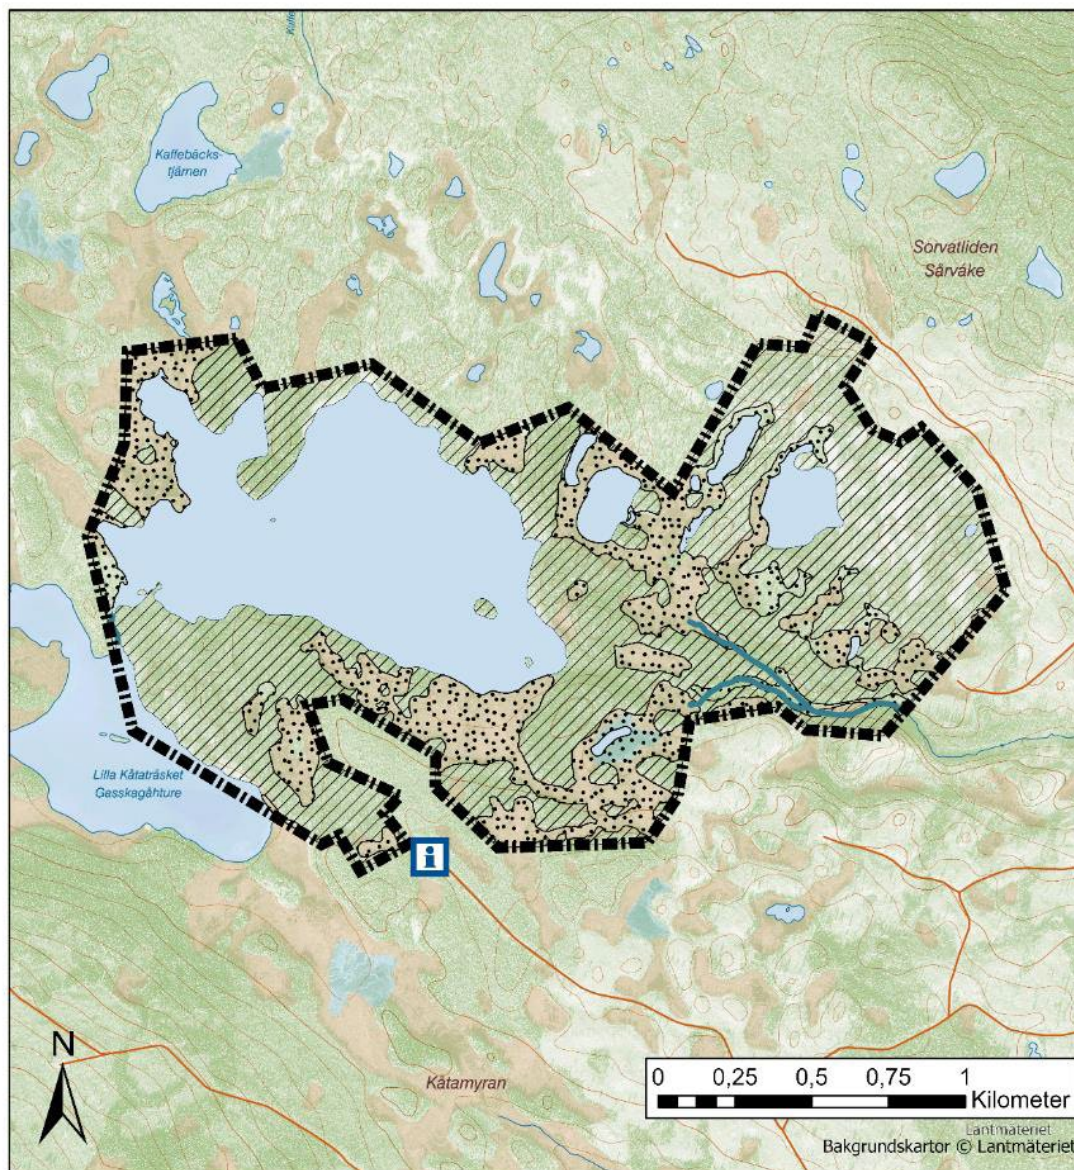 Kaffebäcks-
tjärnen
Sorvatliden
Sårváke
Lilla Kåtaträsket
Gasskagåhture
i
Kåtamyran
N
0 0,25 0,5 0,75 1
Kilometer
Lantmäteriet
Bakgrundskartor © Lantmäteriet